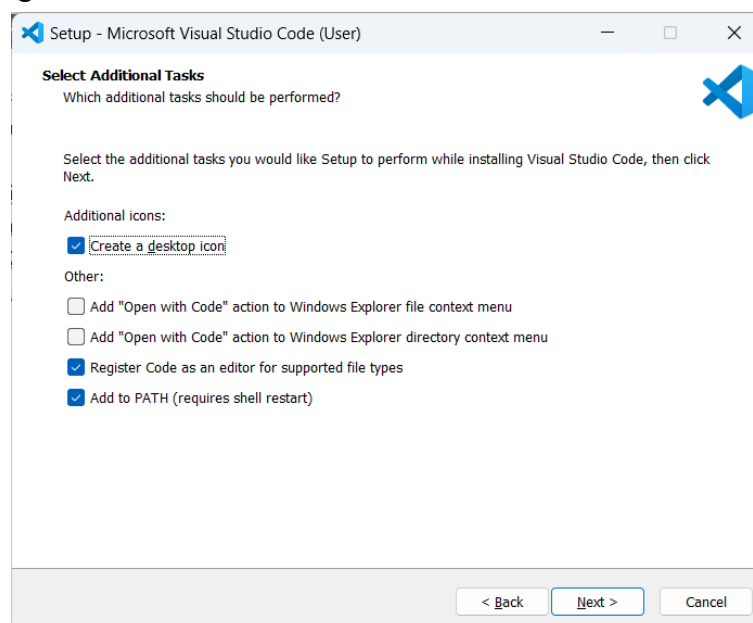 Setup - Microsoft Visual Studio Code (User)
Select Additional Tasks
Which additional tasks should be performed?
Select the additional tasks you would like Setup to perform while installing Visual Studio Code, then click
Next.
Additional icons:
Create a desktop icon
Other:
Add "Open with Code" action to Windows Explorer file context menu
Add "Open with Code" action to Windows Explorer directory context menu
Register Code as an editor for supported file types
Add to PATH (requires shell restart)
< Back Next > Cancel